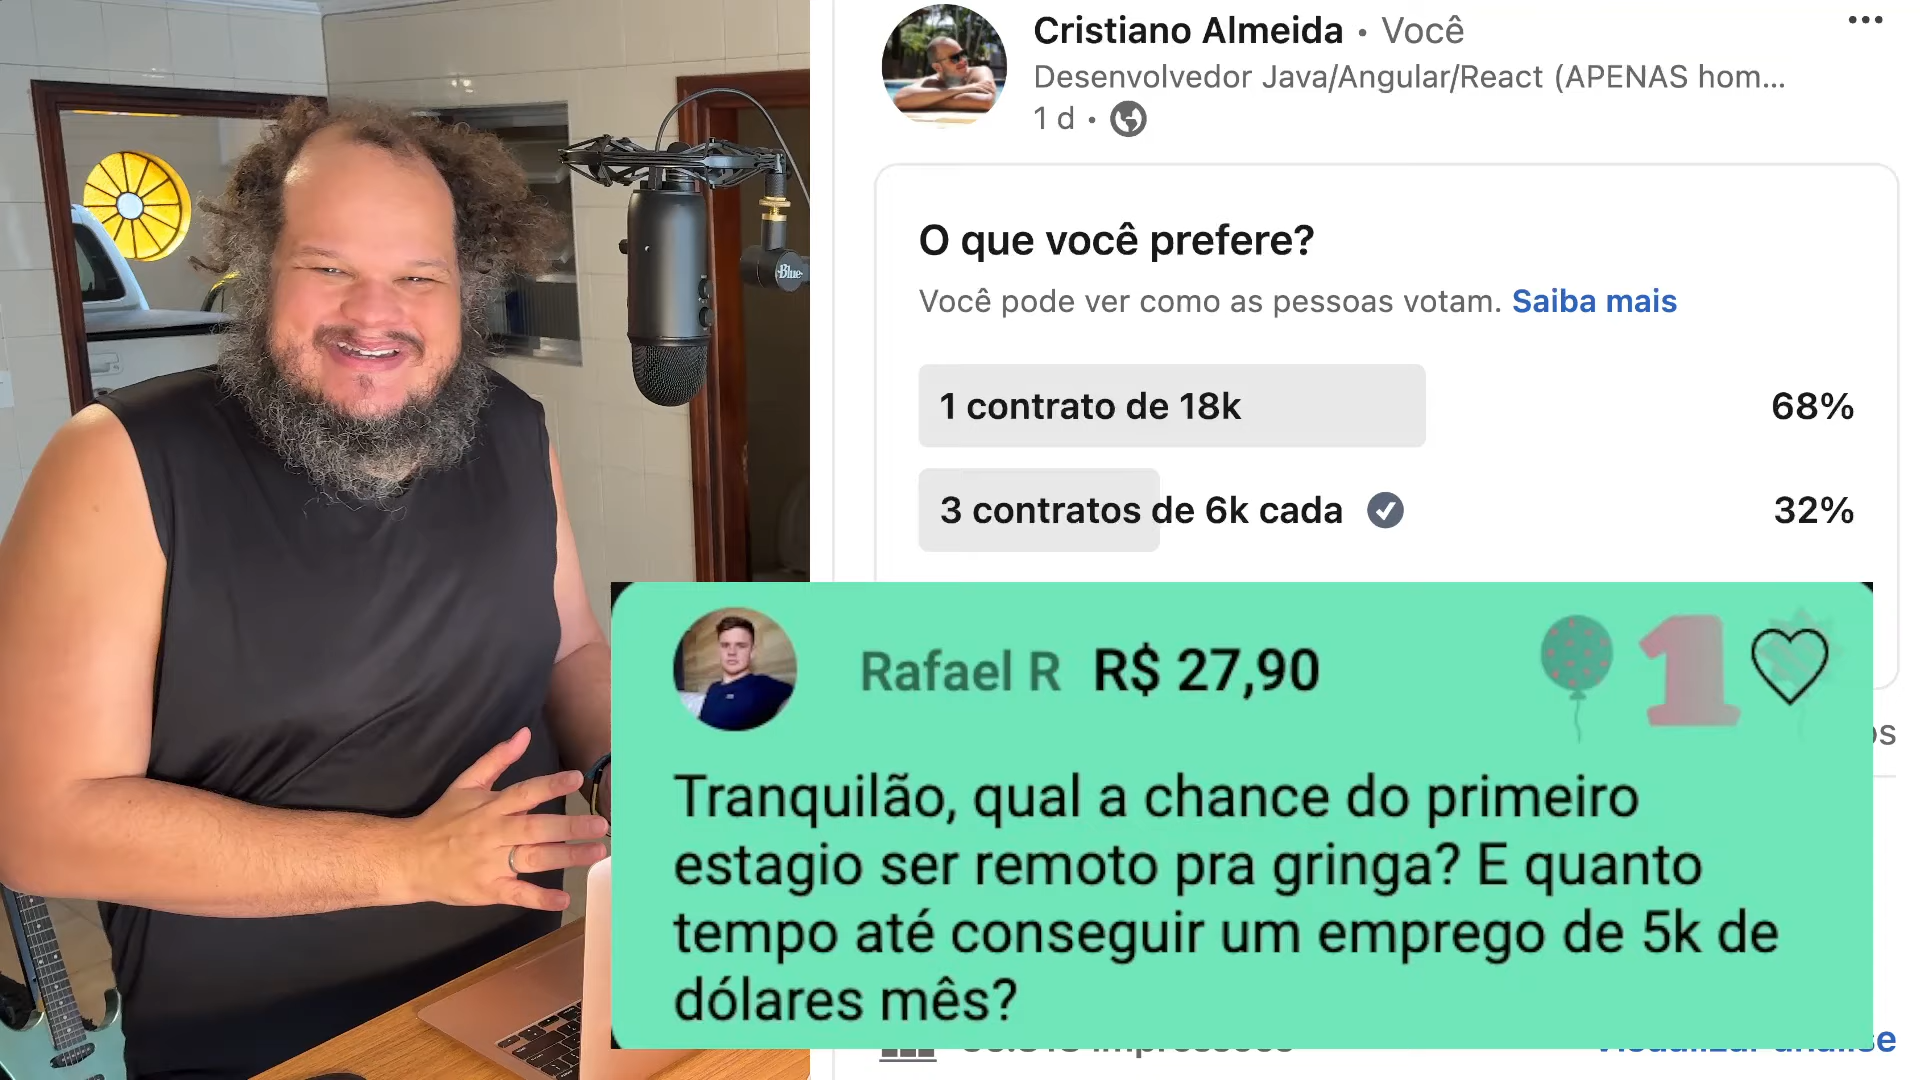 Cristiano Almeida • Você
Desenvolvedor Java/Angular/React (APENAS hom...
1 d •
O que você prefere?
Você pode ver como as pessoas votam. Saiba mais
1 contrato de 18k 68%
3 contratos de 6k cada 32%
Blue
Rafael R R$ 27,90
1
Tranquilão, qual a chance do primeiro
estagio ser remoto pra gringa? E quanto
tempo até conseguir um emprego de 5k de
dólares mês?